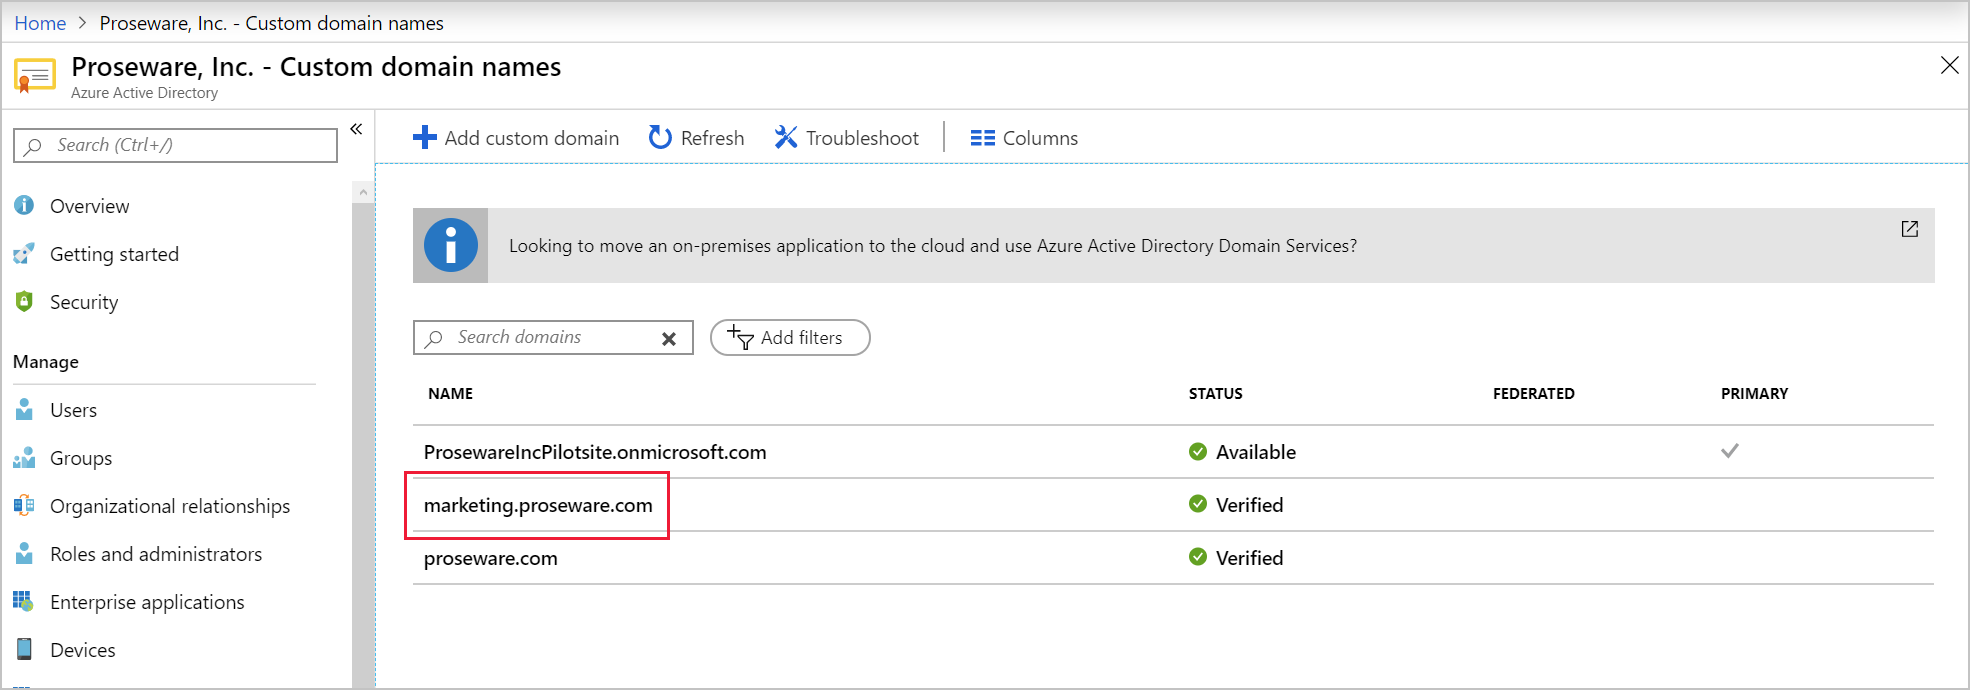 Home > Proseware, Inc. - Custom domain names
Proseware, Inc. - Custom domain names
Azure Active Directory
Search (Ctrl+/)
Overview
Getting started
Security
Manage
Users
Groups
Organizational relationships
Roles and administrators
Enterprise applications
Devices
Add custom domain Refresh Troubleshoot Columns
Looking to move an on-premises application to the cloud and use Azure Active Directory Domain Services?
Search domains Add filters
NAME STATUS FEDERATED PRIMARY
ProsewareIncPilotsite.onmicrosoft.com Available
marketing.proseware.com Verified
proseware.com Verified